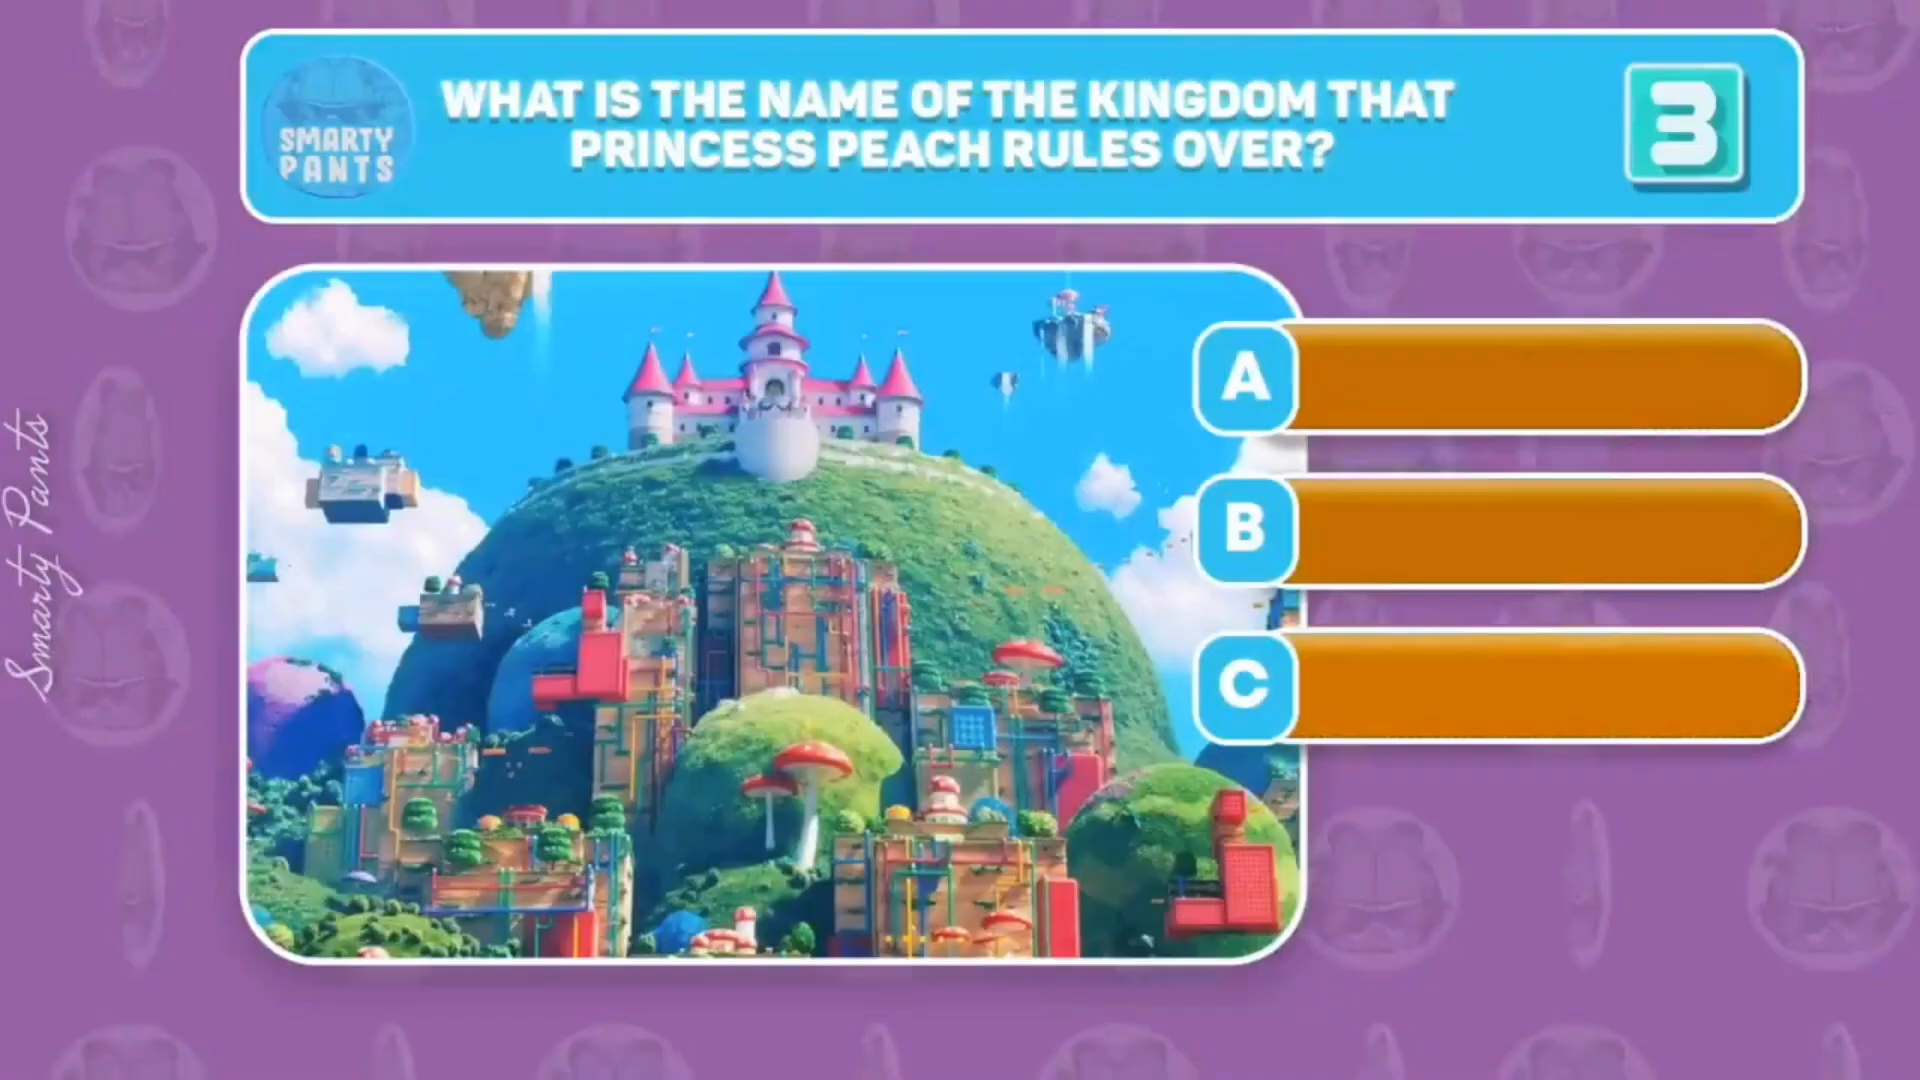 WHAT IS THE NAME OF THE KINGDOM THAT
PRINCESS PEACH RULES OVER?
SMARTY
PANTS
3
A
B
C
Smarty Pants